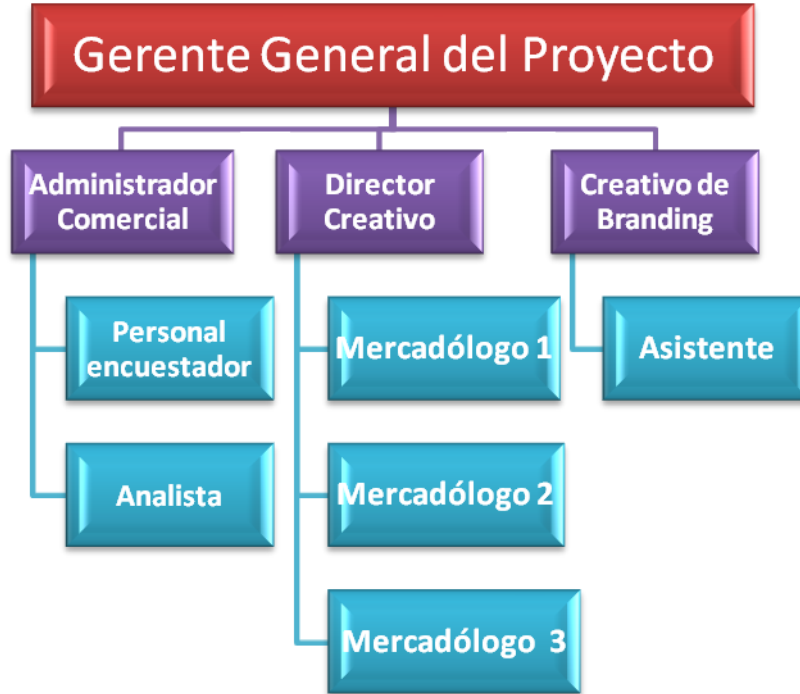 Gerente General del Proyecto
Administrador
Comercial
Director
Creativo
Creativo de
Branding
Personal
encuestador
Mercadólogo 1
Asistente
Analista
Mercadólogo 2
Mercadólogo 3